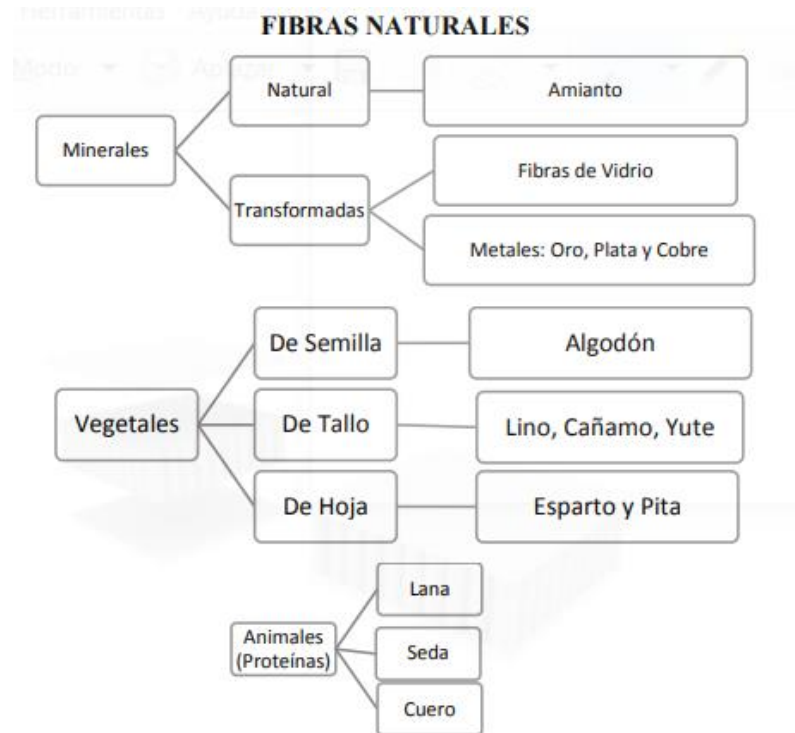 FIBRAS NATURALES
Minerales
Natural
Amianto
Transformadas
Fibras de Vidrio
Metales: Oro, Plata y Cobre
Vegetales
De Semilla
Algodón
De Tallo
Lino, Cañamo, Yute
De Hoja
Esparto y Pita
Animales
(Proteínas)
Lana
Seda
Cuero